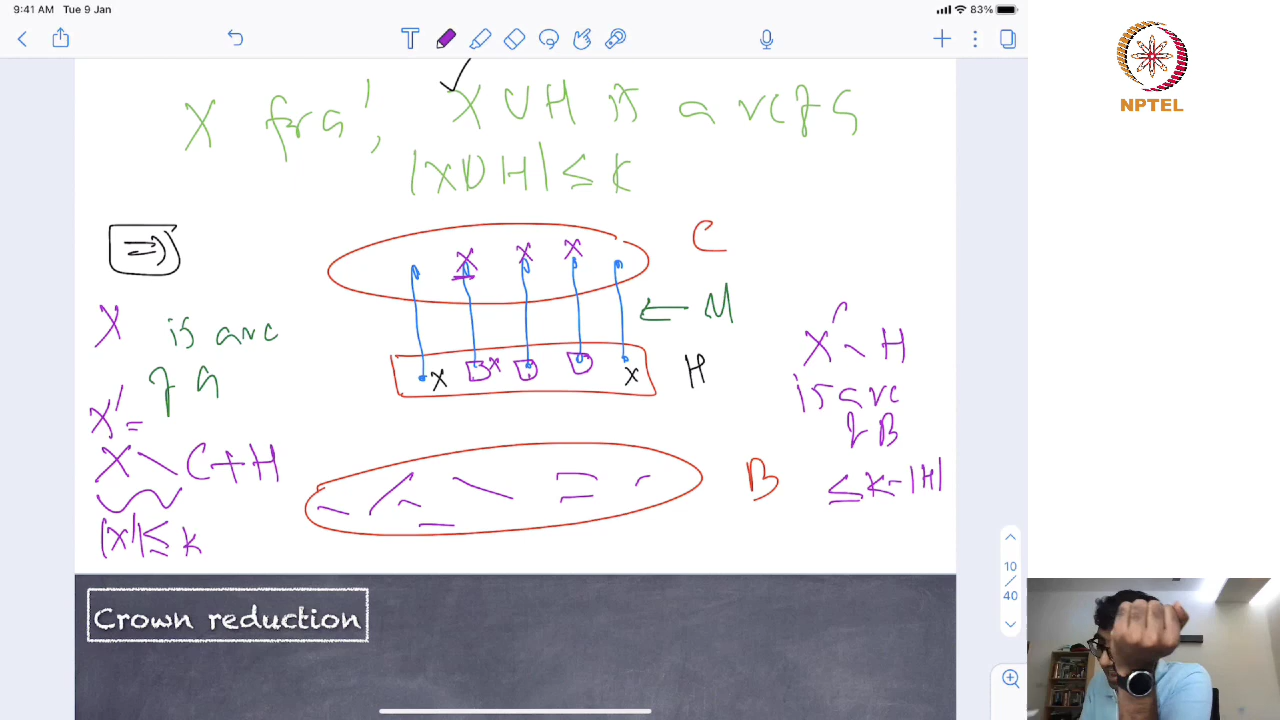 9:41 AM Tue 9 Jan
83%
NPTEL
X for G', X ∪ H is a vc of G
|X ∪ H| ≤ k
⇒
C
X is a vc
of G
M
H
X' =
X \ C + H
|X| ≤ k
X' \ H
is a vc
of B
≤ k - |H|
B
10
/
40
Crown reduction